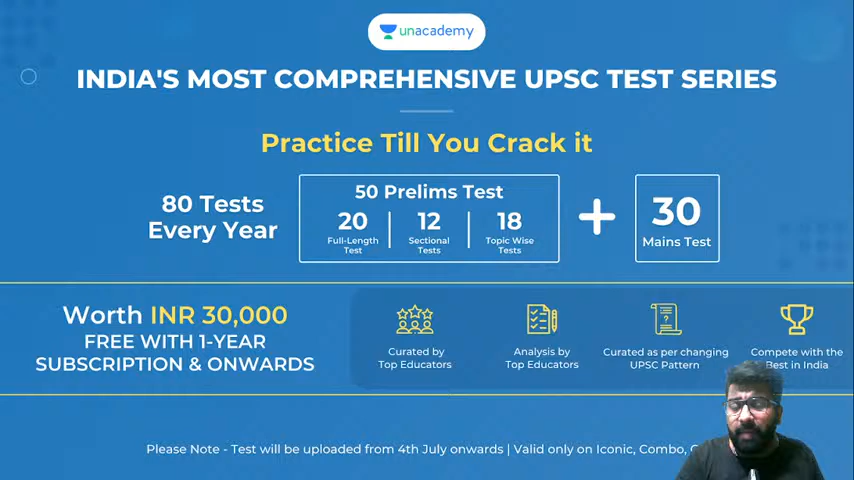 unacademy
INDIA'S MOST COMPREHENSIVE UPSC TEST SERIES
Practice Till You Crack it
80 Tests
Every Year
50 Prelims Test
20
Full-Length
Test
12
Sectional
Tests
18
Topic Wise
Tests
+
30
Mains Test
Worth INR 30,000
FREE WITH 1-YEAR
SUBSCRIPTION & ONWARDS
Curated by
Top Educators
Analysis by
Top Educators
Curated as per changing
UPSC Pattern
Compete with the
Best in India
Please Note - Test will be uploaded from 4th July onwards | Valid only on Iconic, Combo,